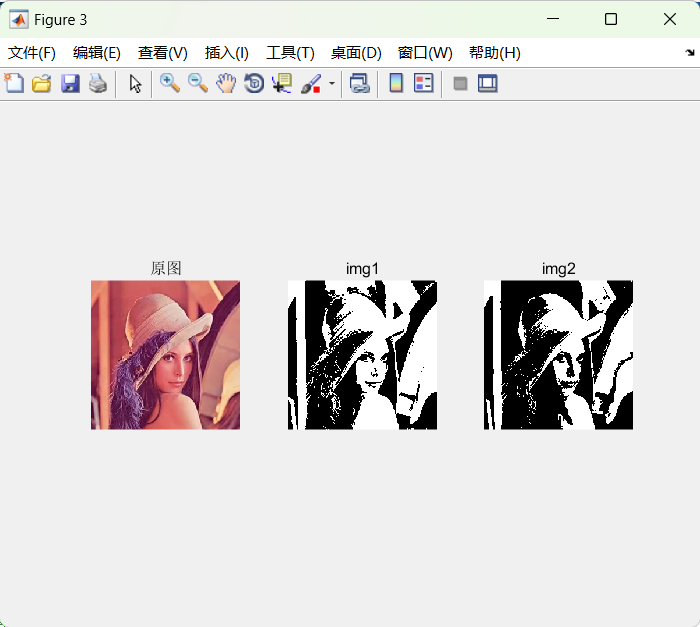 Figure 3
文件(F) 编辑(E) 查看(V) 插入(I) 工具(T) 桌面(D) 窗口(W) 帮助(H)
原图 img1 img2